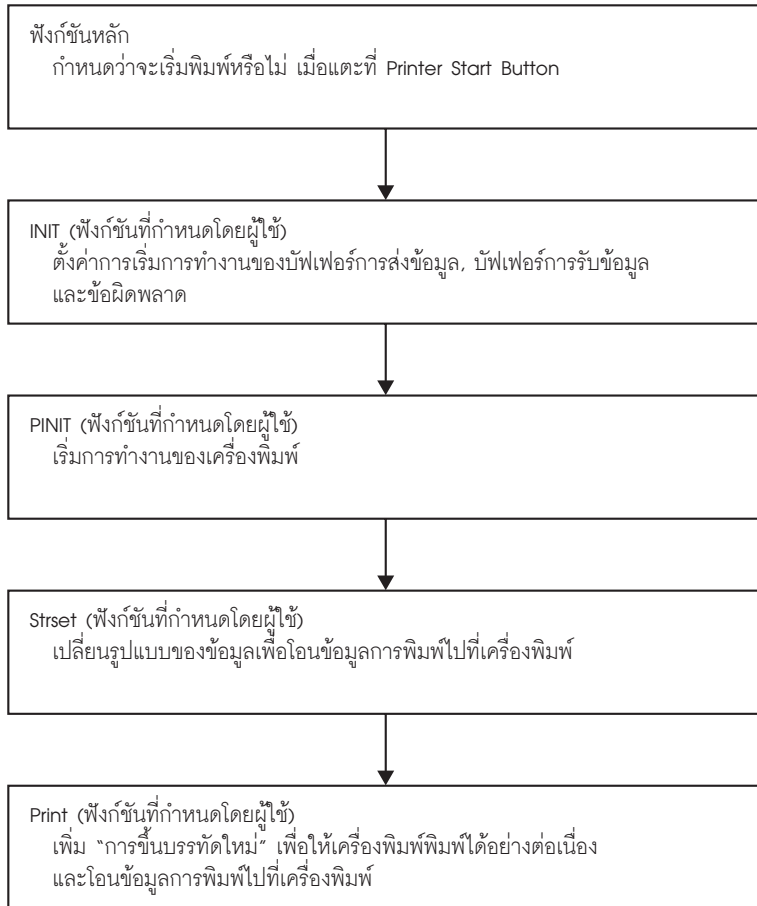 ฟังก์ชันหลัก
กำหนดว่าจะเริ่มพิมพ์หรือไม่ เมื่อแตะที่ Printer Start Button
INIT (ฟังก์ชันที่กำหนดโดยผู้ใช้)
ตั้งค่าการเริ่มการทำงานของบัฟเฟอร์การส่งข้อมูล, บัฟเฟอร์การรับข้อมูล
และข้อผิดพลาด
PINIT (ฟังก์ชันที่กำหนดโดยผู้ใช้)
เริ่มการทำงานของเครื่องพิมพ์
Strset (ฟังก์ชันที่กำหนดโดยผู้ใช้)
เปลี่ยนรูปแบบของข้อมูลเพื่อโอนข้อมูลการพิมพ์ไปที่เครื่องพิมพ์
Print (ฟังก์ชันที่กำหนดโดยผู้ใช้)
เพิ่ม “การขึ้นบรรทัดใหม่” เพื่อให้เครื่องพิมพ์พิมพ์ได้อย่างต่อเนื่อง
และโอนข้อมูลการพิมพ์ไปที่เครื่องพิมพ์